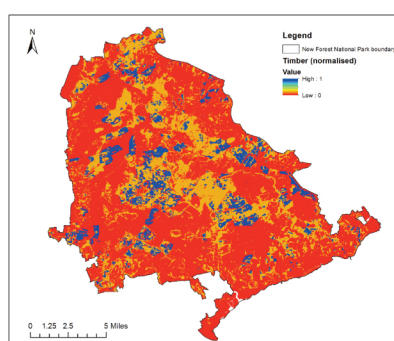 N
Legend
New Forest National Park boundary
Timber (normalised)
Value
High : 1
Low : 0
0 1.25 2.5 5 Miles